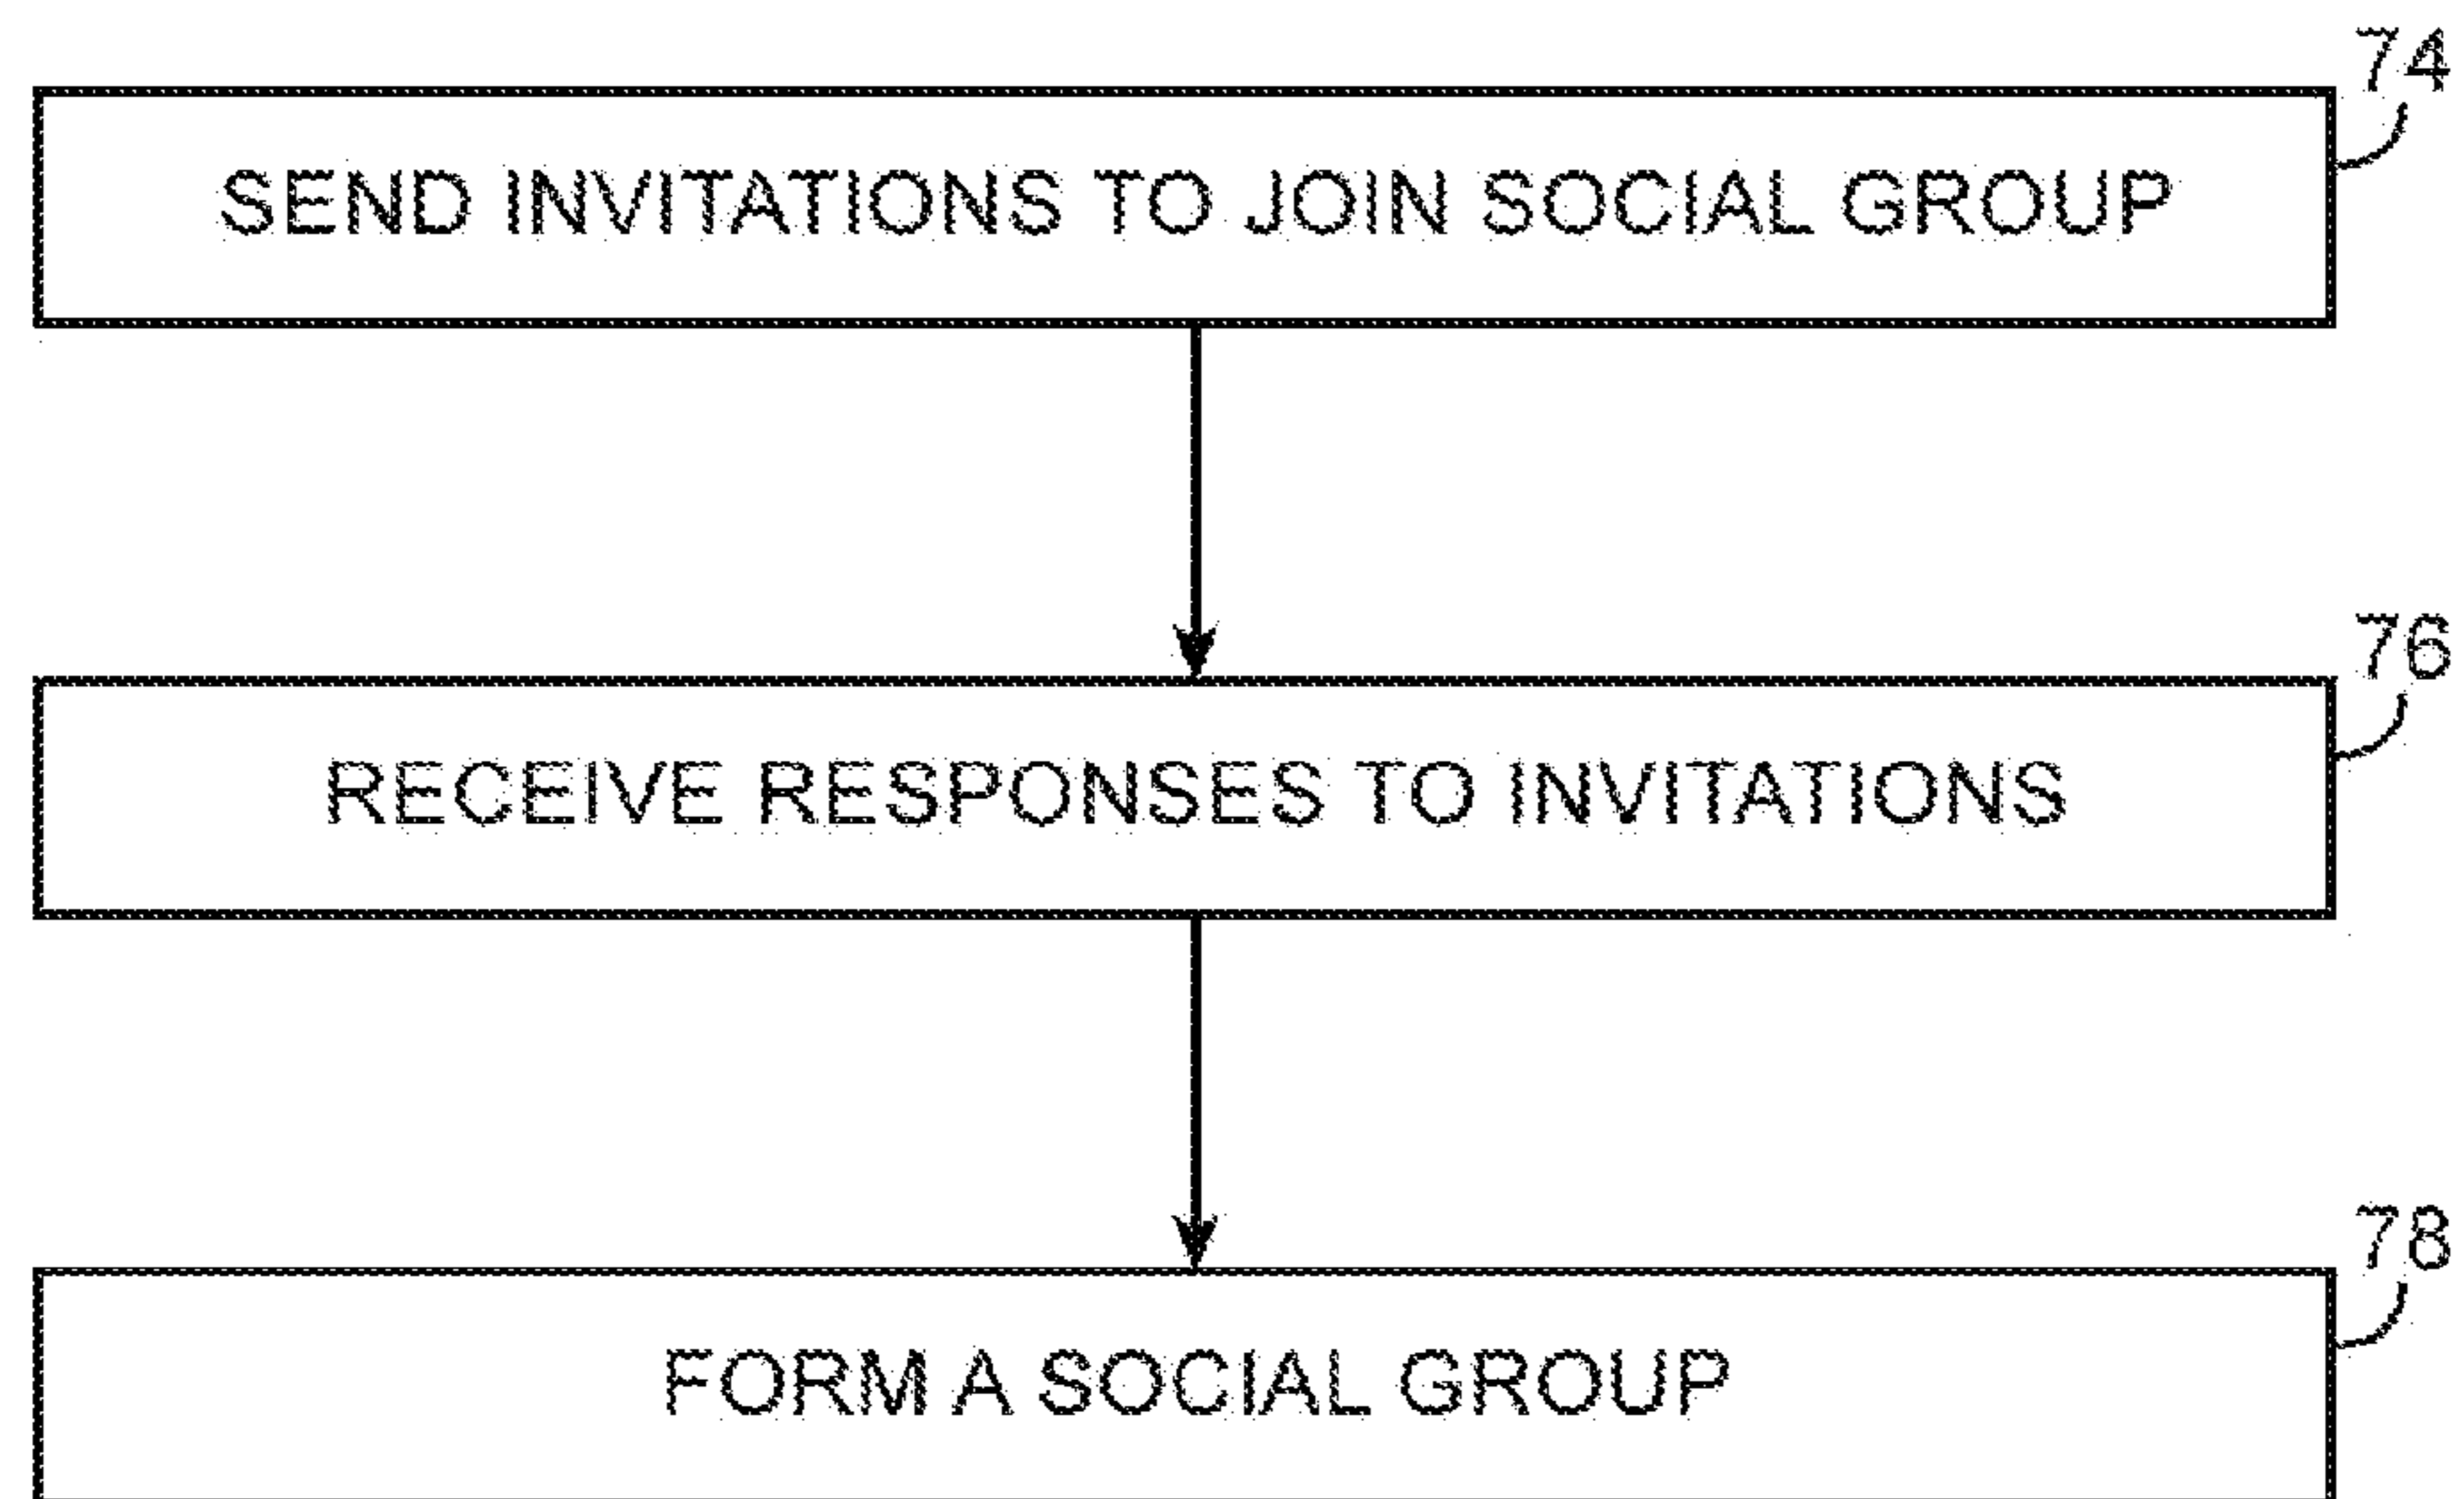 74
SEND INVITATIONS TO JOIN SOCIAL GROUP
76
RECEIVE RESPONSES TO INVITATIONS
78
FORM A SOCIAL GROUP